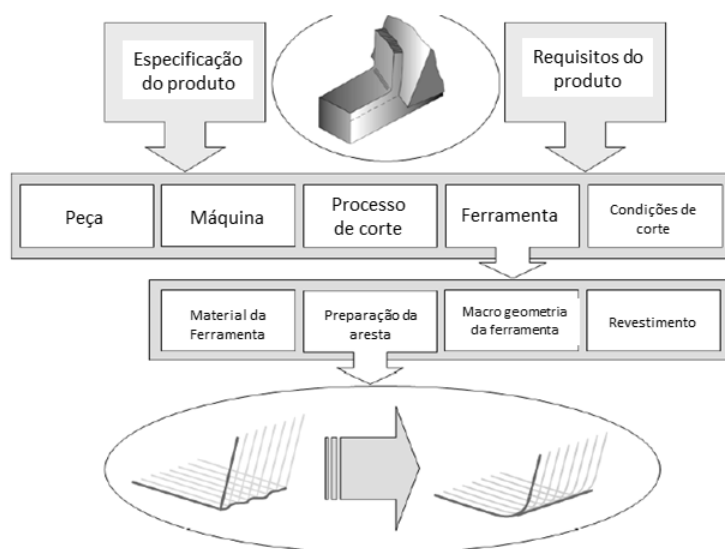 Especificação
do produto
Requisitos do
produto
Peça
Máquina
Processo
de corte
Ferramenta
Condições de
corte
Material da
Ferramenta
Preparação da
aresta
Macro geometria
da ferramenta
Revestimento